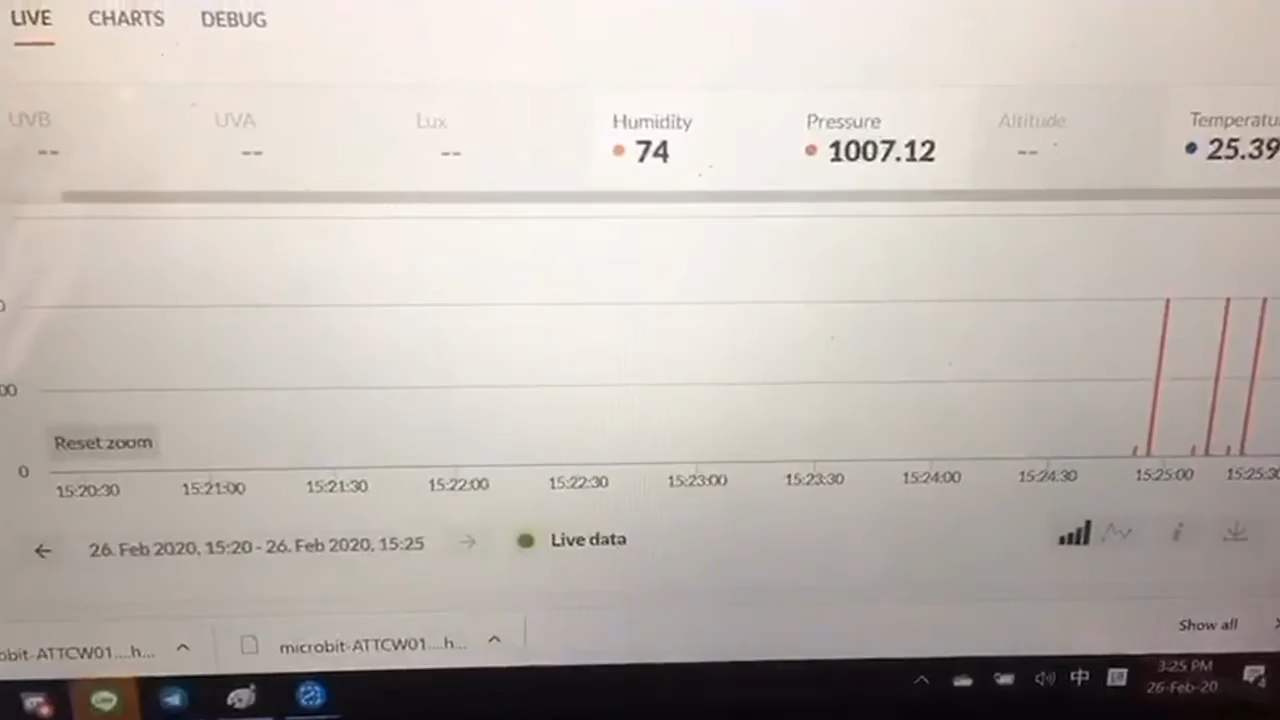 LIVE CHARTS DEBUG
UVB UVA Lux Humidity Pressure Altitude Temperatu
-- -- -- 74 1007.12 -- 25.39
0
00
Reset zoom
0
15:20:30 15:21:00 15:21:30 15:22:00 15:22:30 15:23:00 15:23:30 15:24:00 15:24:30 15:25:00 15:25:30
26. Feb 2020, 15:20 - 26. Feb 2020, 15:25 Live data
obit-ATTCW01....h... microbit-ATTCW01....h... Show all
中 3:25 PM
26-Feb-20
4